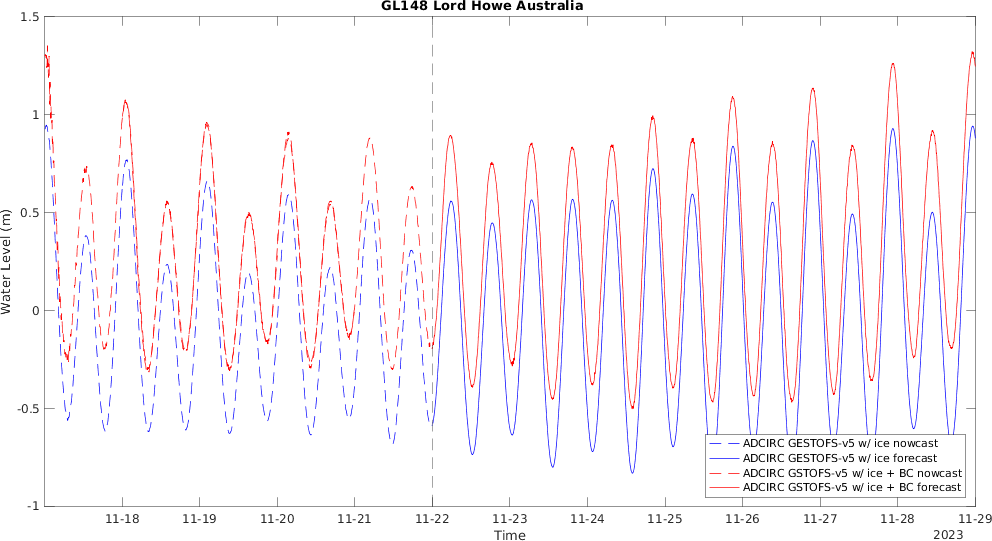 GL148 Lord Howe Australia
1.5
1
0.5
0
-0.5
-1
Water Level (m)
ADCIRC GESTOFS-v5 w/ ice nowcast
ADCIRC GESTOFS-v5 w/ ice forecast
ADCIRC GSTOFS-v5 w/ ice + BC nowcast
ADCIRC GSTOFS-v5 w/ ice + BC forecast
11-18 11-19 11-20 11-21 11-22 11-23 11-24 11-25 11-26 11-27 11-28 11-29
Time
2023